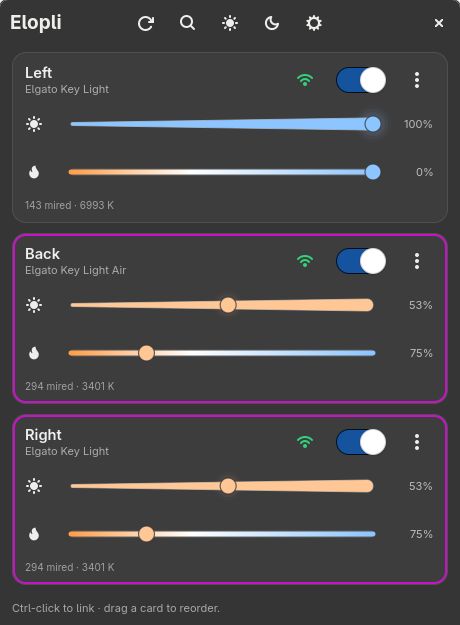 Elopli
Left
Elgato Key Light
100%
0%
143 mired · 6993 K
Back
Elgato Key Light Air
53%
75%
294 mired · 3401 K
Right
Elgato Key Light
53%
75%
294 mired · 3401 K
Ctrl-click to link · drag a card to reorder.